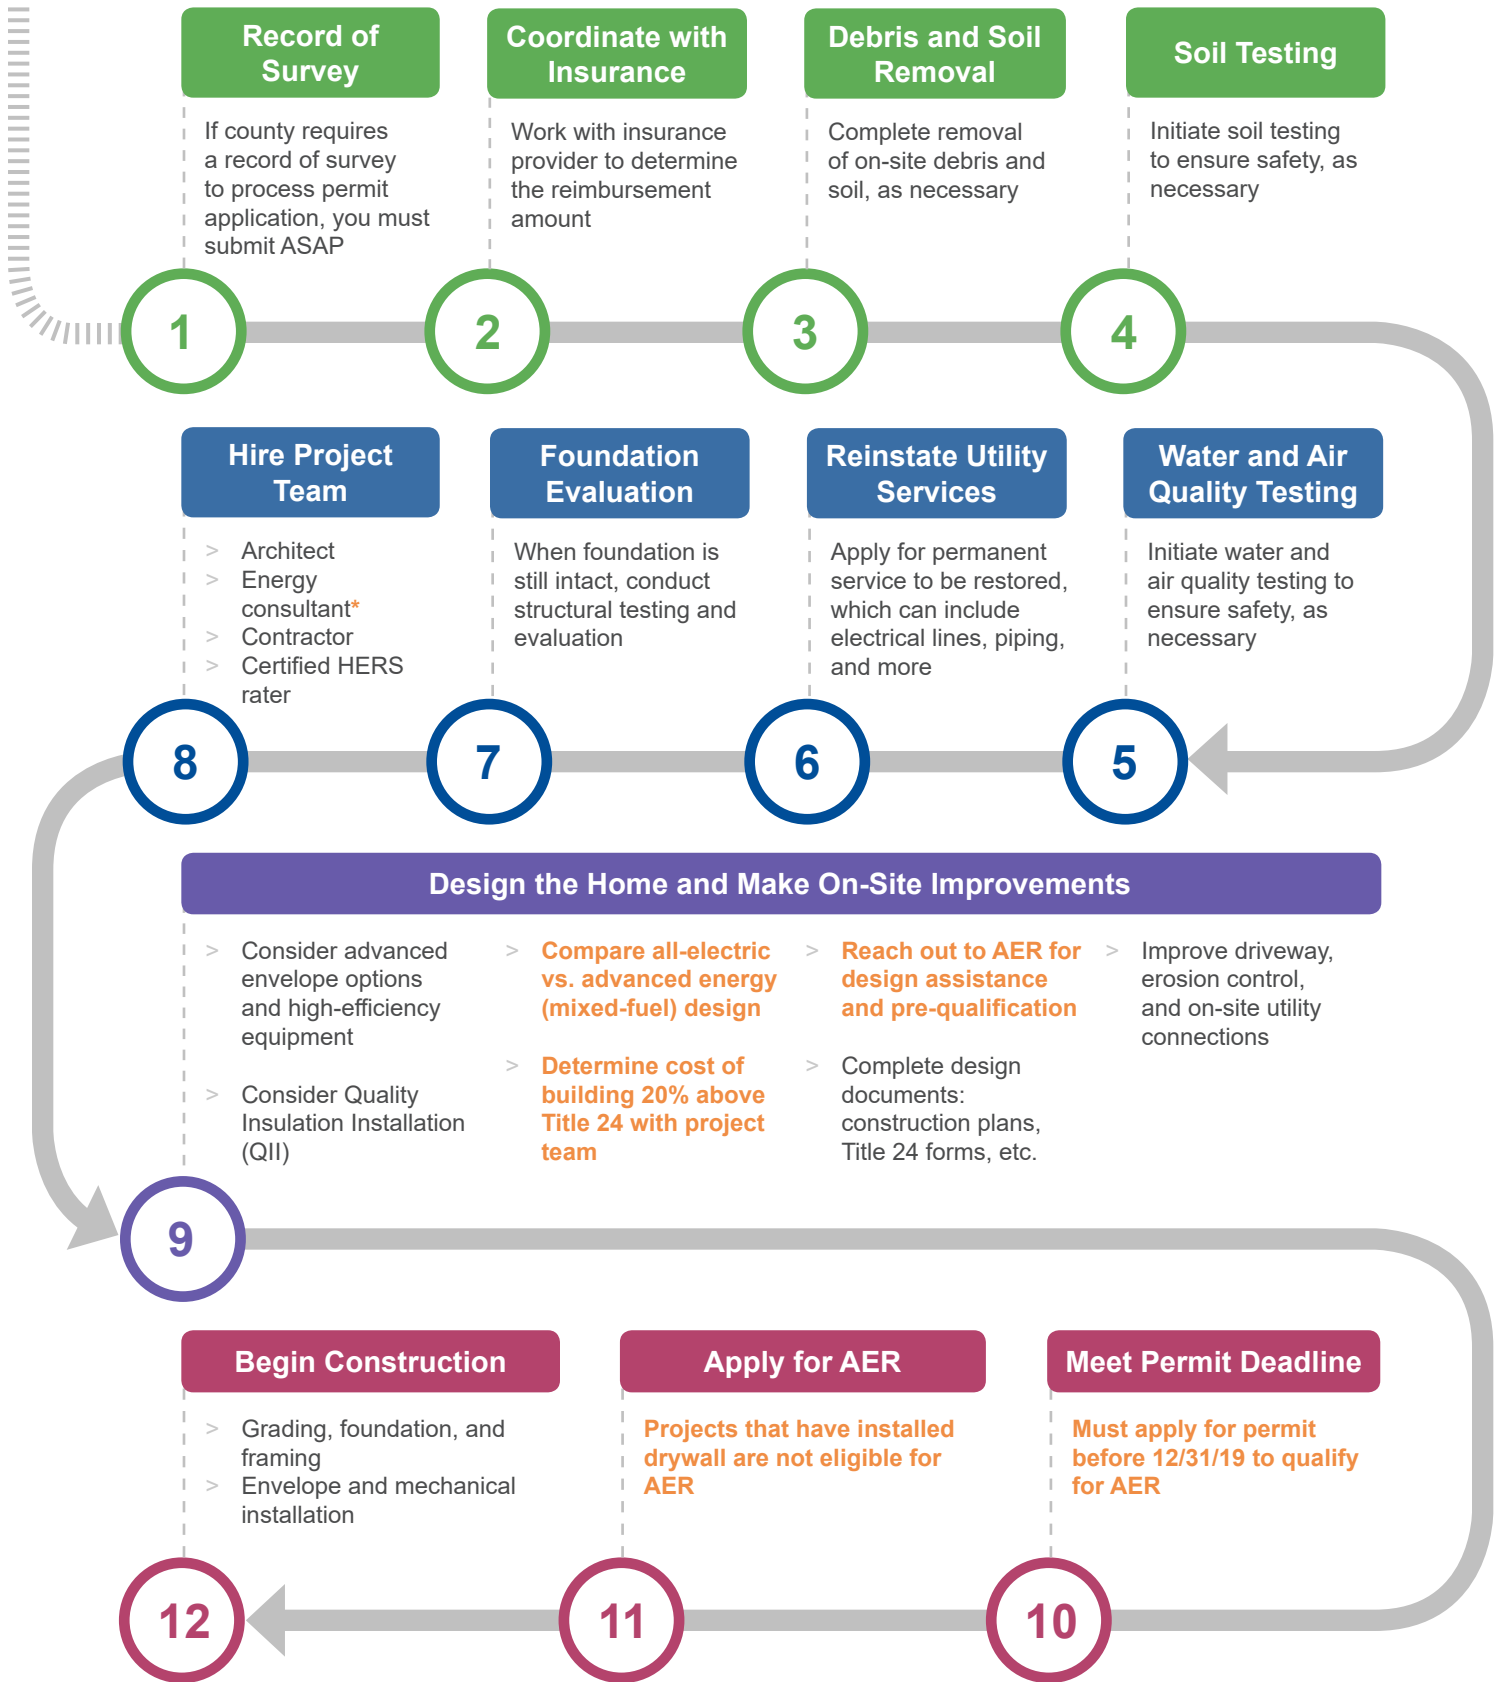 Record of
Survey
If county requires
a record of survey
to process permit
application, you must
submit ASAP
1
Coordinate with
Insurance
Work with insurance
provider to determine
the reimbursement
amount
2
Debris and Soil
Removal
Complete removal
of on-site debris and
soil, as necessary
3
Soil Testing
Initiate soil testing
to ensure safety, as
necessary
4
Water and Air
Quality Testing
Initiate water and
air quality testing to
ensure safety, as
necessary
5
Reinstate Utility
Services
Apply for permanent
service to be restored,
which can include
electrical lines, piping,
and more
6
Foundation
Evaluation
When foundation is
still intact, conduct
structural testing and
evaluation
7
Hire Project
Team
> Architect
> Energy
consultant*
> Contractor
> Certified HERS
rater
8
Design the Home and Make On-Site Improvements
> Consider advanced
envelope options
and high-efficiency
equipment
> Consider Quality
Insulation Installation
(QII)
> Compare all-electric
vs. advanced energy
(mixed-fuel) design
> Determine cost of
building 20% above
Title 24 with project
team
> Reach out to AER for
design assistance
and pre-qualification
> Complete design
documents:
construction plans,
Title 24 forms, etc.
> Improve driveway,
erosion control,
and on-site utility
connections
9
Meet Permit Deadline
Must apply for permit
before 12/31/19 to qualify
for AER
10
Apply for AER
Projects that have installed
drywall are not eligible for
AER
11
Begin Construction
> Grading, foundation, and
framing
> Envelope and mechanical
installation
12